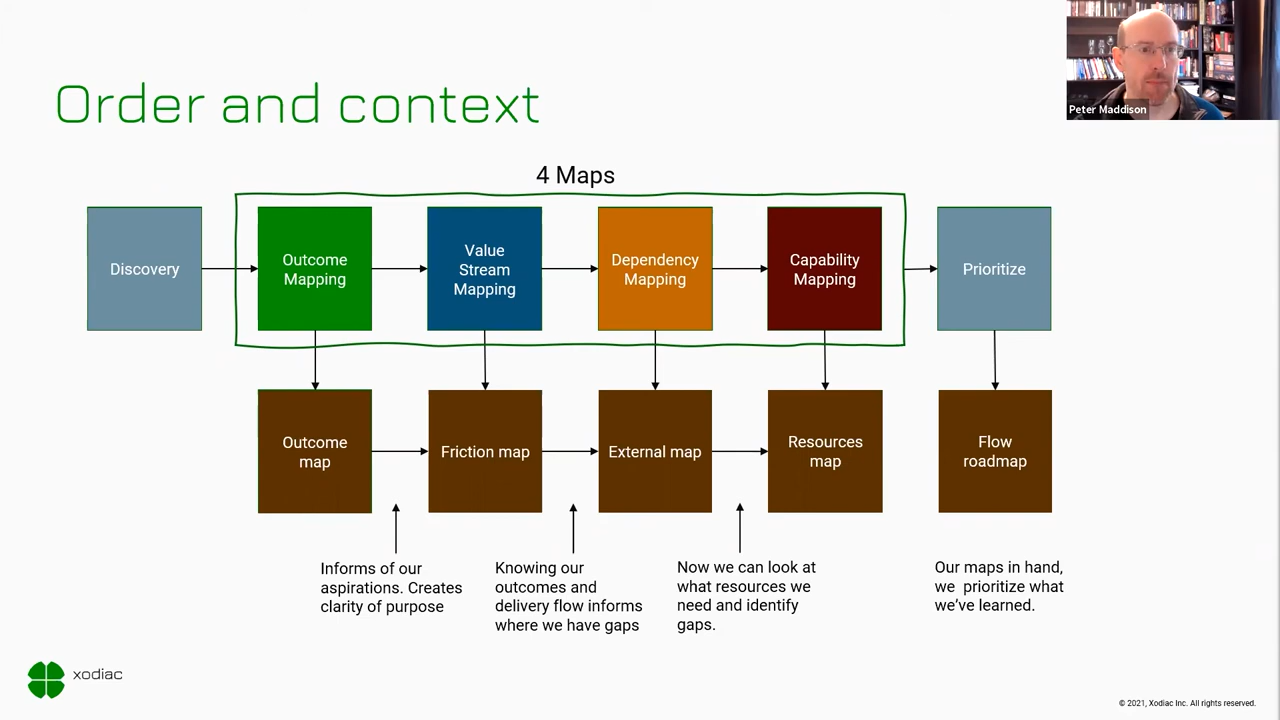 Order and context
Peter Maddison
4 Maps
Discovery
Outcome
Mapping
Value
Stream
Mapping
Dependency
Mapping
Capability
Mapping
Prioritize
Outcome
map
Friction map
External map
Resources
map
Flow
roadmap
Informs of our
aspirations. Creates
clarity of purpose
Knowing our
outcomes and
delivery flow informs
where we have gaps
Now we can look at
what resources we
need and identify
gaps.
Our maps in hand,
we prioritize what
we’ve learned.
xodiac
© 2021, Xodiac Inc. All rights reserved.